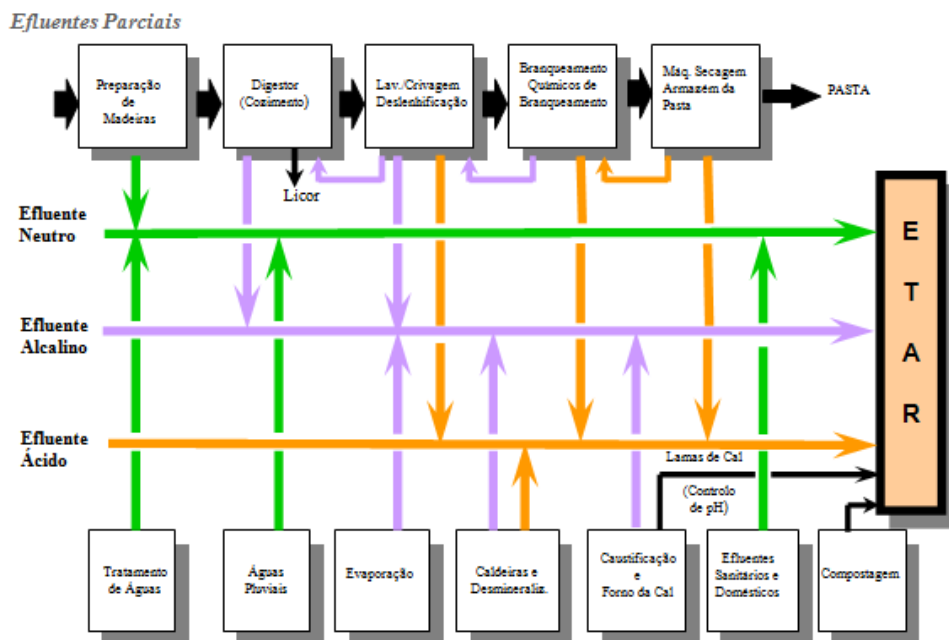 Efluentes Parciais
Preparação
de
Madeiras
Digestor
(Cozimento)
Lav./Crivagem
Deslenhificação
Branqueamento
Químicos de
Branqueamento
Maq. Secagem
Armazém da
Pasta
PASTA
Licor
Efluente
Neutro
Efluente
Alcalino
Efluente
Ácido
E
T
A
R
Lamas de Cal
(Controlo
de pH)
Tratamento
de Águas
Águas
Pluviais
Evaporação
Caldeiras e
Desmineraliz.
Caustificação
e
Forno da Cal
Efluentes
Sanitários e
Domésticos
Compostagem